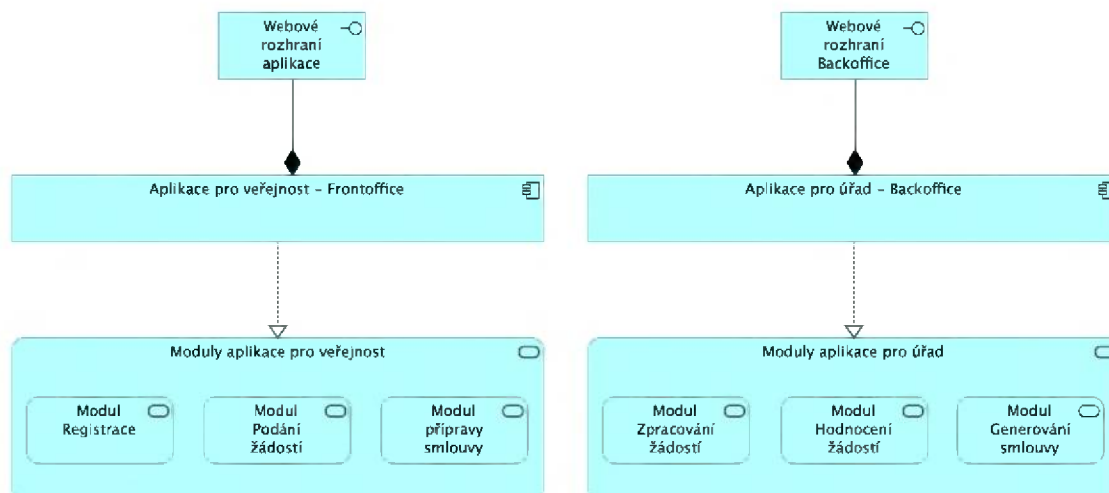 Webové
rozhraní
aplikace
Webové
rozhraní
Backoffice
Aplikace pro veřejnost – Frontoffice
Aplikace pro úřad – Backoffice
Moduly aplikace pro veřejnost
Modul
Registrace
Modul
Podání
žádostí
Modul
přípravy
smlouvy
Moduly aplikace pro úřad
Modul
Zpracování
žádostí
Modul
Hodnocení
žádostí
Modul
Generování
smlouvy